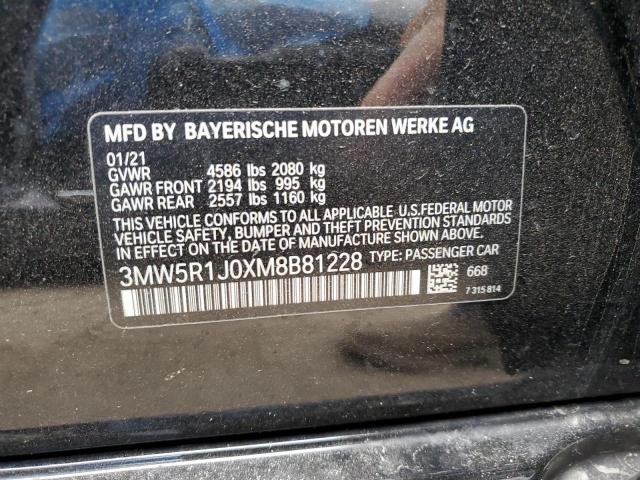 MFD BY BAYERISCHE MOTOREN WERKE AG
01/21
GVWR 4586 lbs 2080 kg
GAWR FRONT 2194 lbs 995 kg
GAWR REAR 2557 lbs 1160 kg
THIS VEHICLE CONFORMS TO ALL APPLICABLE U.S.FEDERAL MOTOR
VEHICLE SAFETY, BUMPER AND THEFT PREVENTION STANDARDS
IN EFFECT ON THE DATE OF MANUFACTURE SHOWN ABOVE.
3MW5R1J0XM8B81228 TYPE: PASSENGER CAR
668
7 315 814